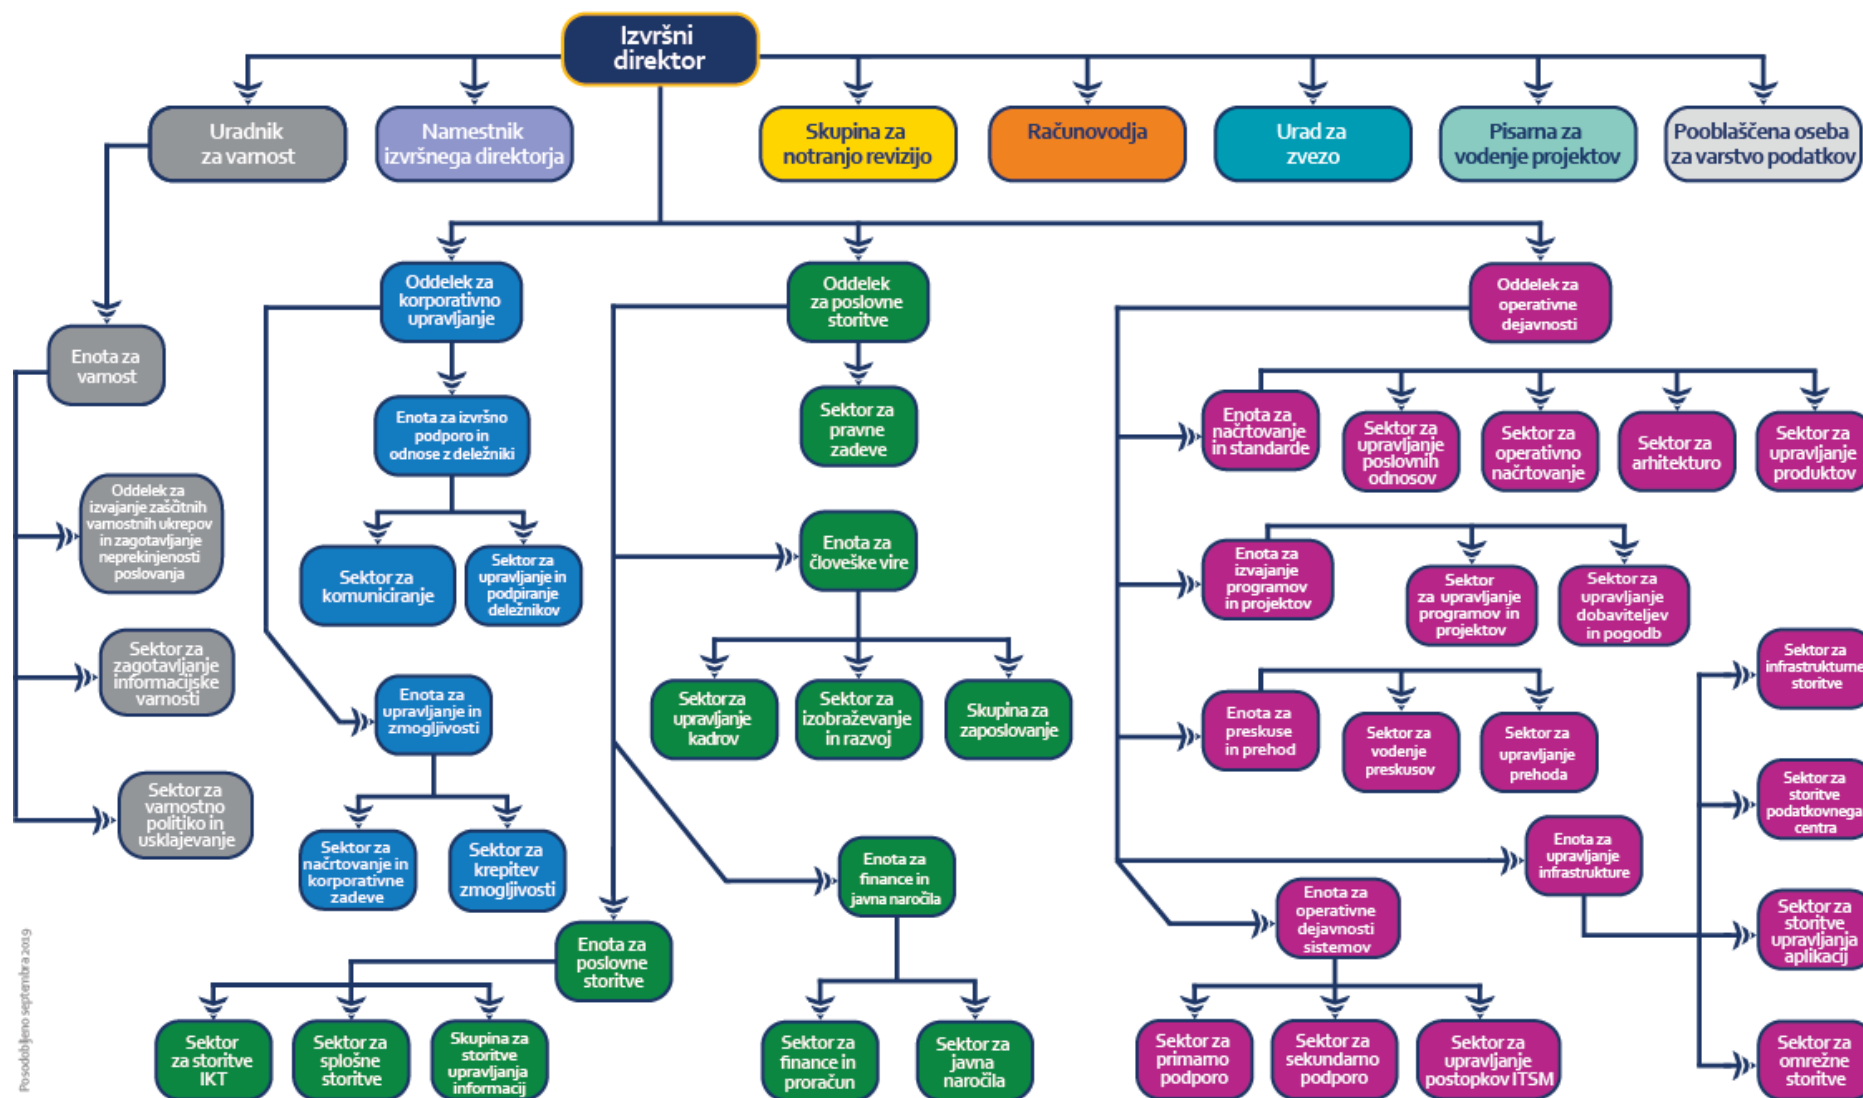 Izvršni
direktor
Uradnik
za varnost
Namestnik
izvršnega direktorja
Skupina za
notranjo revizijo
Računovodja
Urad za
zvezo
Pisarna za
vodenje projektov
Pooblaščena oseba
za varstvo podatkov
Oddelek za
korporativno
upravljanje
Oddelek
za poslovne
storitve
Oddelek za
operativne
dejavnosti
Enota za
varnost
Enota za izvršno
podporo in
odnose z deležniki
Sektor za
pravne
zadeve
Enota za
načrtovanje
in standarde
Sektor za
upravljanje
poslovnih
odnosov
Sektor za
operativno
načrtovanje
Sektor za
arhitekturo
Sektor za
upravljanje
produktov
Oddelek za
izvajanje zaščitnih
varnostnih ukrepov
in zagotavljanje
neprekinjenosti
poslovanja
Sektor za
komuniciranje
Sektor za
upravljanje in
podpiranje
deležnikov
Enota za
človeške vire
Enota za
izvajanje
programov
in projektov
Sektor
za upravljanje
programov in
projektov
Sektor za
upravljanje
dobaviteljev
in pogodb
Sektor za
zagotavljanje
informacijske
varnosti
Enota za
upravljanje in
zmogljivosti
Sektor za
upravljanje
kadrov
Sektor za
izobraževanje
in razvoj
Skupina za
zaposlovanje
Enota za
preskuse
in prehod
Sektor za
vodenje
preskusov
Sektor za
upravljanje
prehoda
Sektor za
infrastrukturne
storitve
Sektor za
varnostno
politiko in
usklajevanje
Sektor za
načrtovanje in
korporativne
zadeve
Sektor za
krepitev
zmogljivosti
Enota za
finance in
javna naročila
Enota za
upravljanje
infrastrukture
Sektor za
storitve
podatkovnega
centra
Enota za
poslovne
storitve
Enota za
operativne
dejavnosti
sistemov
Sektor za
storitve
upravljanja
aplikacij
Sektor
za storitve
IKT
Sektor za
splošne
storitve
Skupina za
storitve
upravljanja
informacij
Sektor za
finance in
proračun
Sektor za
javna
naročila
Sektor za
primarno
podporo
Sektor za
sekundarno
podporo
Sektor za
upravljanje
postopkov ITSM
Sektor za
omrežne
storitve
Posodobljeno septembra 2019